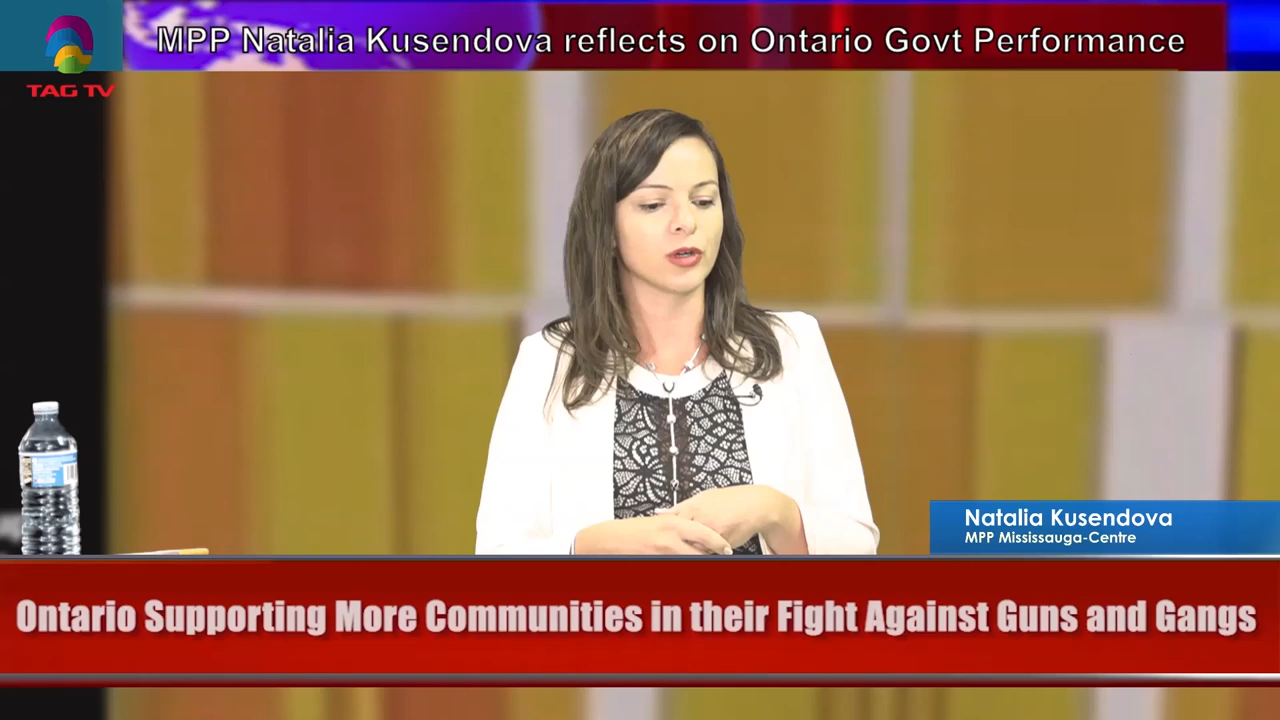 MPP Natalia Kusendova reflects on Ontario Govt Performance
TAG TV
Natalia Kusendova
MPP Mississauga-Centre
Ontario Supporting More Communities in their Fight Against Guns and Gangs